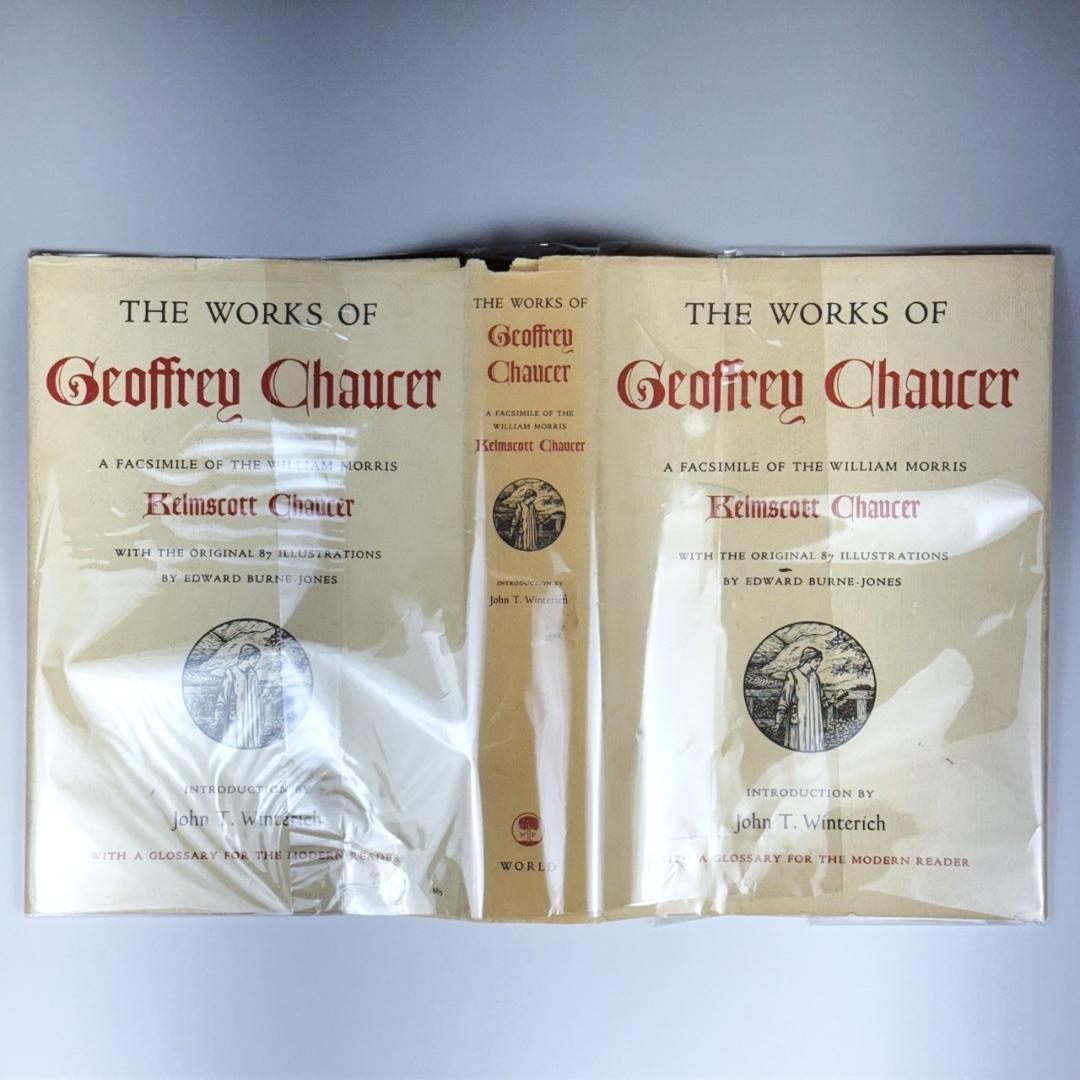 THE WORKS OF
Geoffrey Chaucer
A FACSIMILE OF THE WILLIAM MORRIS
Kelmscott Chaucer
WITH THE ORIGINAL 87 ILLUSTRATIONS
BY EDWARD BURNE-JONES
INTRODUCTION BY
John T. Winterich
WITH A GLOSSARY FOR THE MODERN READER
THE WORKS OF
Geoffrey
Chaucer
A FACSIMILE OF THE
WILLIAM MORRIS
Kelmscott Chaucer
INTRODUCTION BY
John T. Winterich
WP
WORLD
THE WORKS OF
Geoffrey Chaucer
A FACSIMILE OF THE WILLIAM MORRIS
Kelmscott Chaucer
WITH THE ORIGINAL 87 ILLUSTRATIONS
BY EDWARD BURNE-JONES
INTRODUCTION BY
John T. Winterich
WITH A GLOSSARY FOR THE MODERN READER